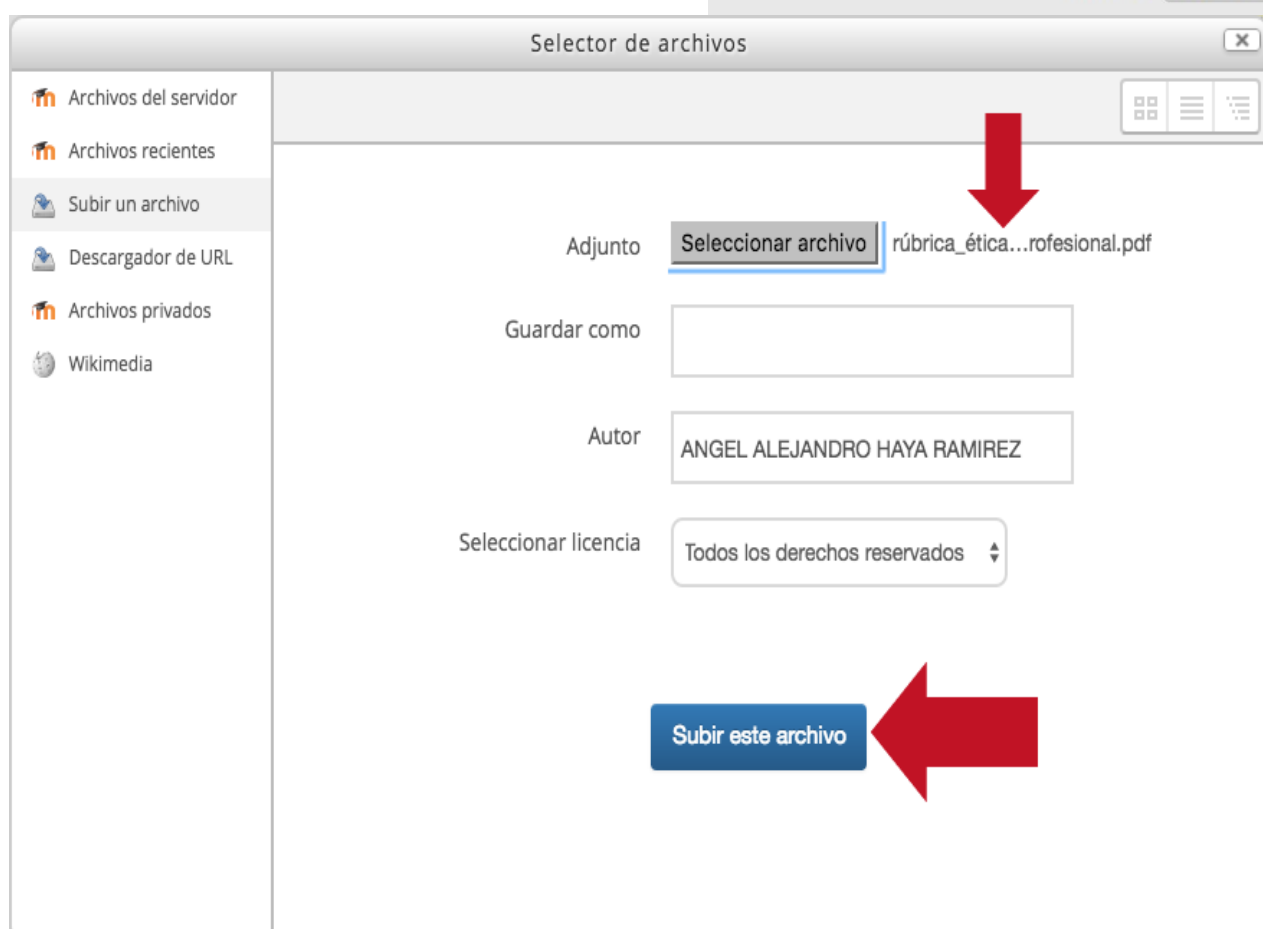 Selector de archivos
Archivos del servidor
Archivos recientes
Subir un archivo
Descargador de URL
Archivos privados
Wikimedia
Adjunto Seleccionar archivo rúbrica_ética...rofesional.pdf
Guardar como
Autor ANGEL ALEJANDRO HAYA RAMIREZ
Seleccionar licencia Todos los derechos reservados
Subir este archivo